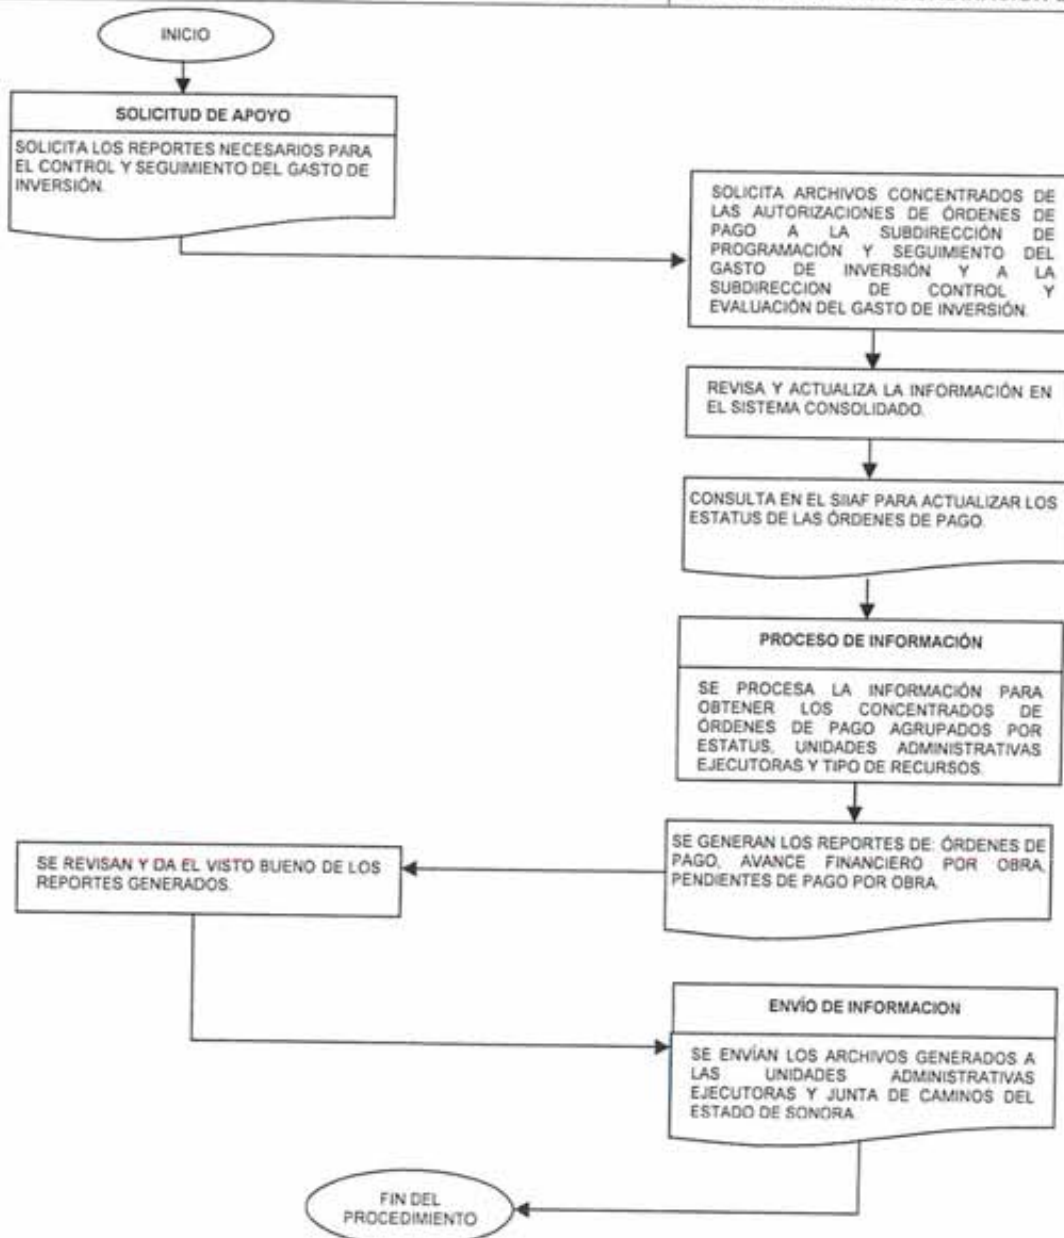 INICIO
SOLICITUD DE APOYO
SOLICITA LOS REPORTES NECESARIOS PARA
EL CONTROL Y SEGUIMIENTO DEL GASTO DE
INVERSIÓN.
SOLICITA ARCHIVOS CONCENTRADOS DE
LAS AUTORIZACIONES DE ÓRDENES DE
PAGO A LA SUBDIRECCIÓN DE
PROGRAMACIÓN Y SEGUIMIENTO DEL
GASTO DE INVERSIÓN Y A LA
SUBDIRECCION DE CONTROL Y
EVALUACIÓN DEL GASTO DE INVERSIÓN.
REVISA Y ACTUALIZA LA INFORMACIÓN EN
EL SISTEMA CONSOLIDADO.
CONSULTA EN EL SIIAF PARA ACTUALIZAR LOS
ESTATUS DE LAS ÓRDENES DE PAGO.
PROCESO DE INFORMACIÓN
SE PROCESA LA INFORMACIÓN PARA
OBTENER LOS CONCENTRADOS DE
ÓRDENES DE PAGO AGRUPADOS POR
ESTATUS, UNIDADES ADMINISTRATIVAS
EJECUTORAS Y TIPO DE RECURSOS.
SE GENERAN LOS REPORTES DE: ÓRDENES DE
PAGO, AVANCE FINANCIERO POR OBRA,
PENDIENTES DE PAGO POR OBRA.
SE REVISAN Y DA EL VISTO BUENO DE LOS
REPORTES GENERADOS.
ENVÍO DE INFORMACION
SE ENVÍAN LOS ARCHIVOS GENERADOS A
LAS UNIDADES ADMINISTRATIVAS
EJECUTORAS Y JUNTA DE CAMINOS DEL
ESTADO DE SONORA.
FIN DEL
PROCEDIMIENTO